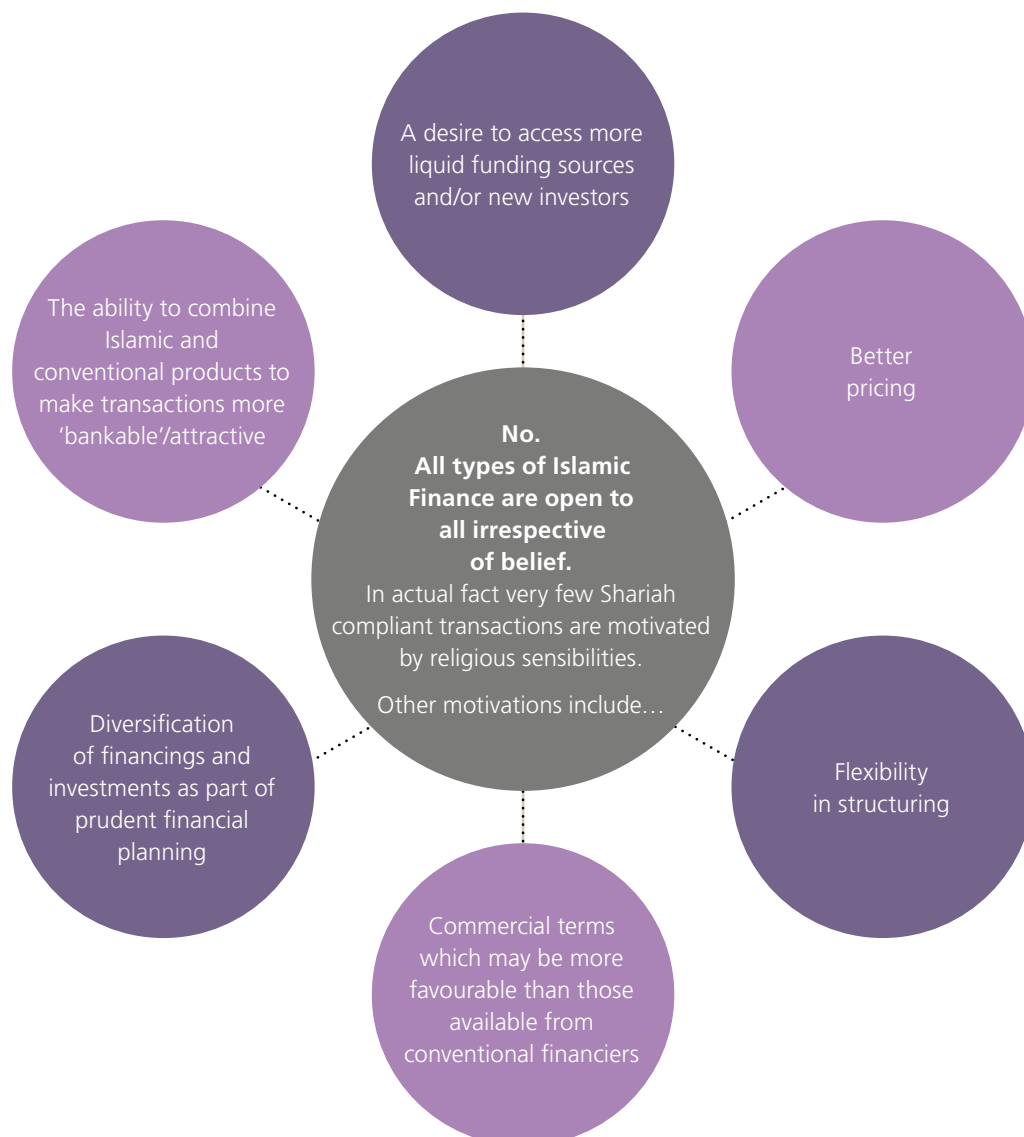 A desire to access more
liquid funding sources
and/or new investors
The ability to combine
Islamic and
conventional products to
make transactions more
‘bankable’/attractive
Better
pricing
No.
All types of Islamic
Finance are open to
all irrespective
of belief.
In actual fact very few Shariah
compliant transactions are motivated
by religious sensibilities.
Other motivations include…
Diversification
of financings and
investments as part of
prudent financial
planning
Flexibility
in structuring
Commercial terms
which may be more
favourable than those
available from
conventional financiers